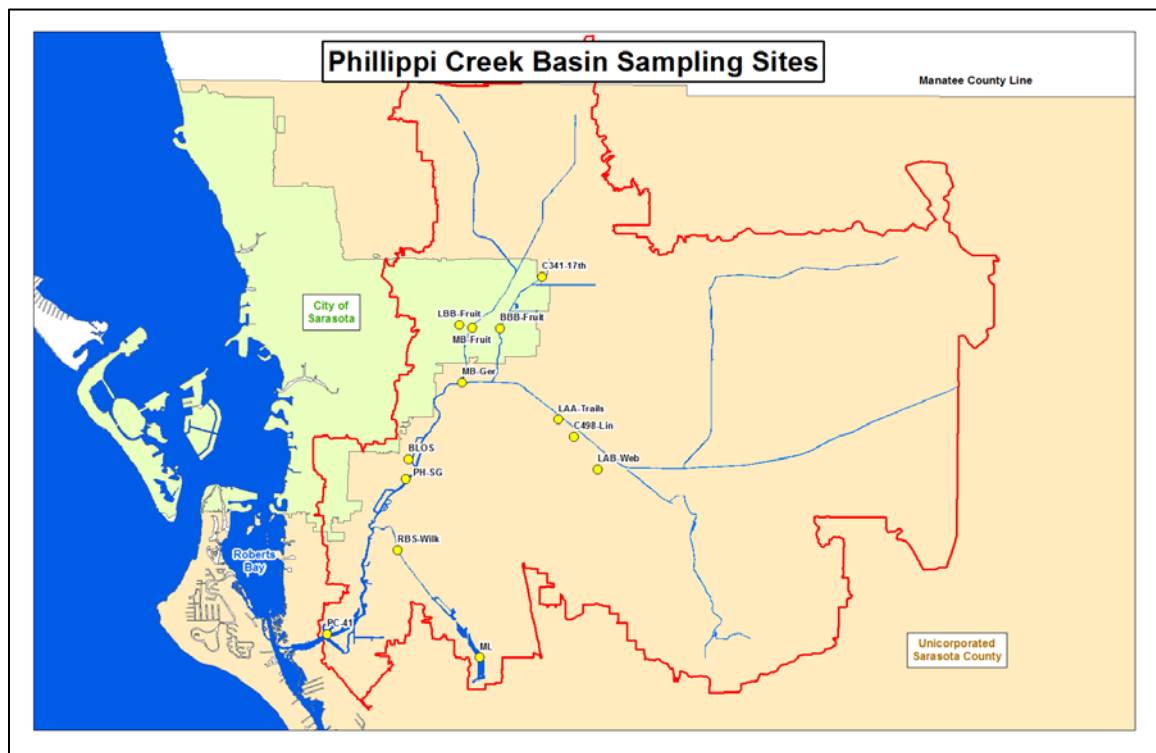 Phillippi Creek Basin Sampling Sites
Manatee County Line
C341-17th
City of
Sarasota
LBB-Fruit
BBB-Fruit
MB-Fruit
MB-Ger
LAA-Trails
C498-Lin
BLOS
LAB-Web
PH-SG
RBS-Wilk
Roberts
Bay
PC-41
ML
Unicorporated
Sarasota County